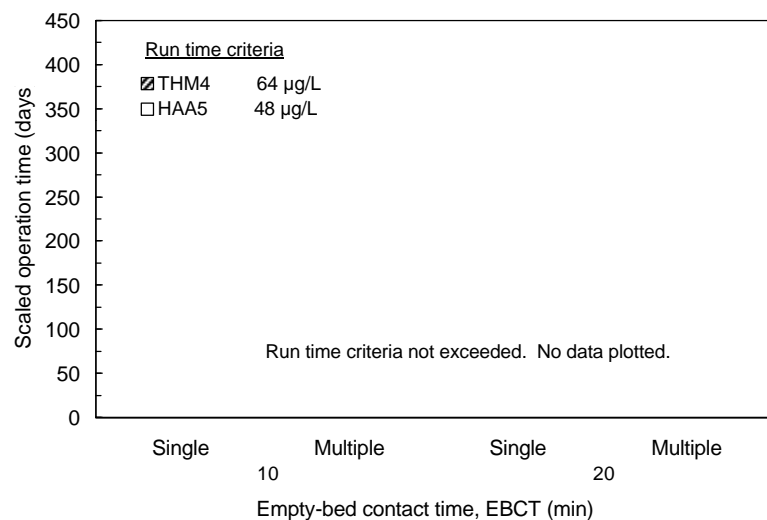 450
400
350
300
250
200
150
100
50
0
Scaled operation time (days
Run time criteria
THM4 64 µg/L
HAA5 48 µg/L
Run time criteria not exceeded. No data plotted.
Single Multiple Single Multiple
10 20
Empty-bed contact time, EBCT (min)